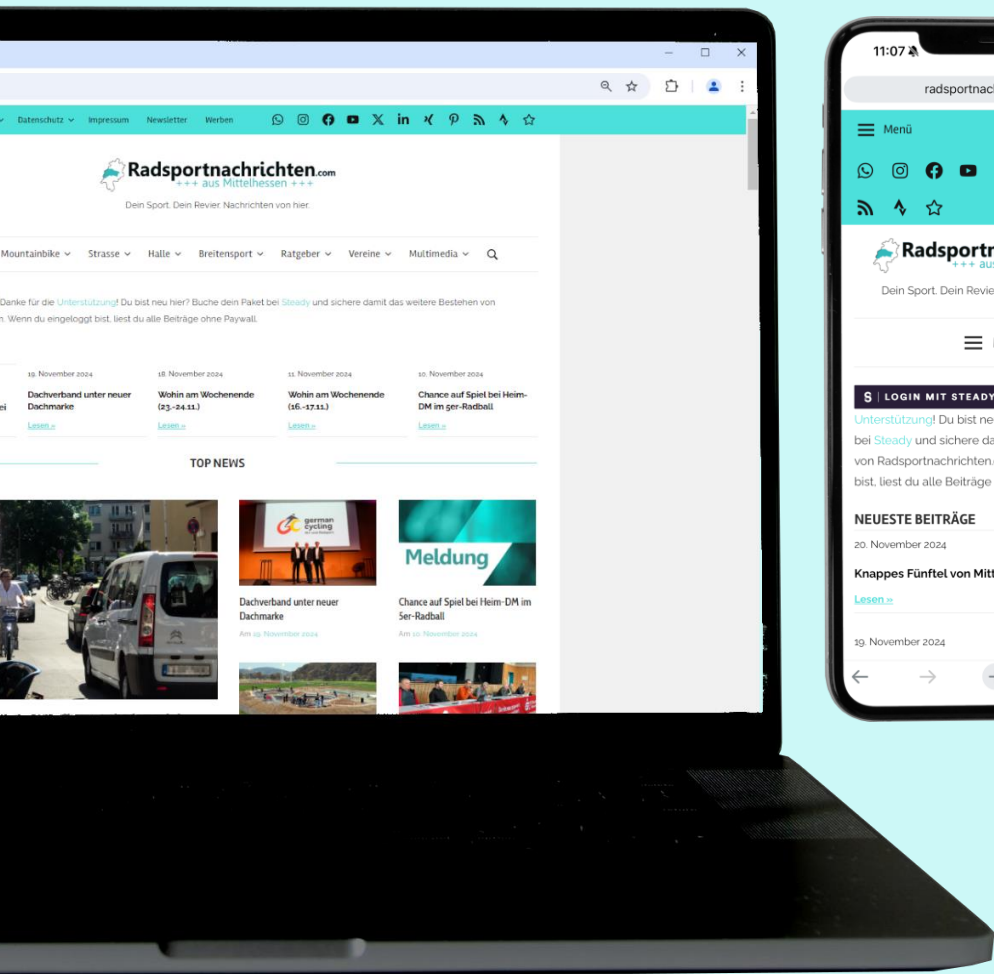 Datenschutz
Impressum
Newsletter
Werben
Radsportnachrichten.com
+++ aus Mittelhessen +++
Dein Sport. Dein Revier. Nachrichten von hier.
Mountainbike
Strasse
Halle
Breitensport
Ratgeber
Vereine
Multimedia
Danke für die Unterstützung! Du bist neu hier? Buche dein Paket bei Steady und sichere damit das weitere Bestehen von
n. Wenn du eingeloggt bist, liest du alle Beiträge ohne Paywall.
ei
19. November 2024
Dachverband unter neuer
Dachmarke
Lesen »
18. November 2024
Wohin am Wochenende
(23.-24.11.)
Lesen »
11. November 2024
Wohin am Wochenende
(16.-17.11.)
Lesen »
10. November 2024
Chance auf Spiel bei Heim-
DM im 5er-Radball
Lesen »
TOP NEWS
german
cycling
Meldung
Dachverband unter neuer
Dachmarke
Am 19. November 2024
Chance auf Spiel bei Heim-DM im
5er-Radball
Am 10. November 2024
11:07
radsportnach
Menü
Radsportn
+++ aus
Dein Sport. Dein Revie
S | LOGIN MIT STEADY
Unterstützung! Du bist ne
bei Steady und sichere da
von Radsportnachrichten.
bist, liest du alle Beiträge
NEUESTE BEITRÄGE
20. November 2024
Knappes Fünftel von Mitt
Lesen »
19. November 2024